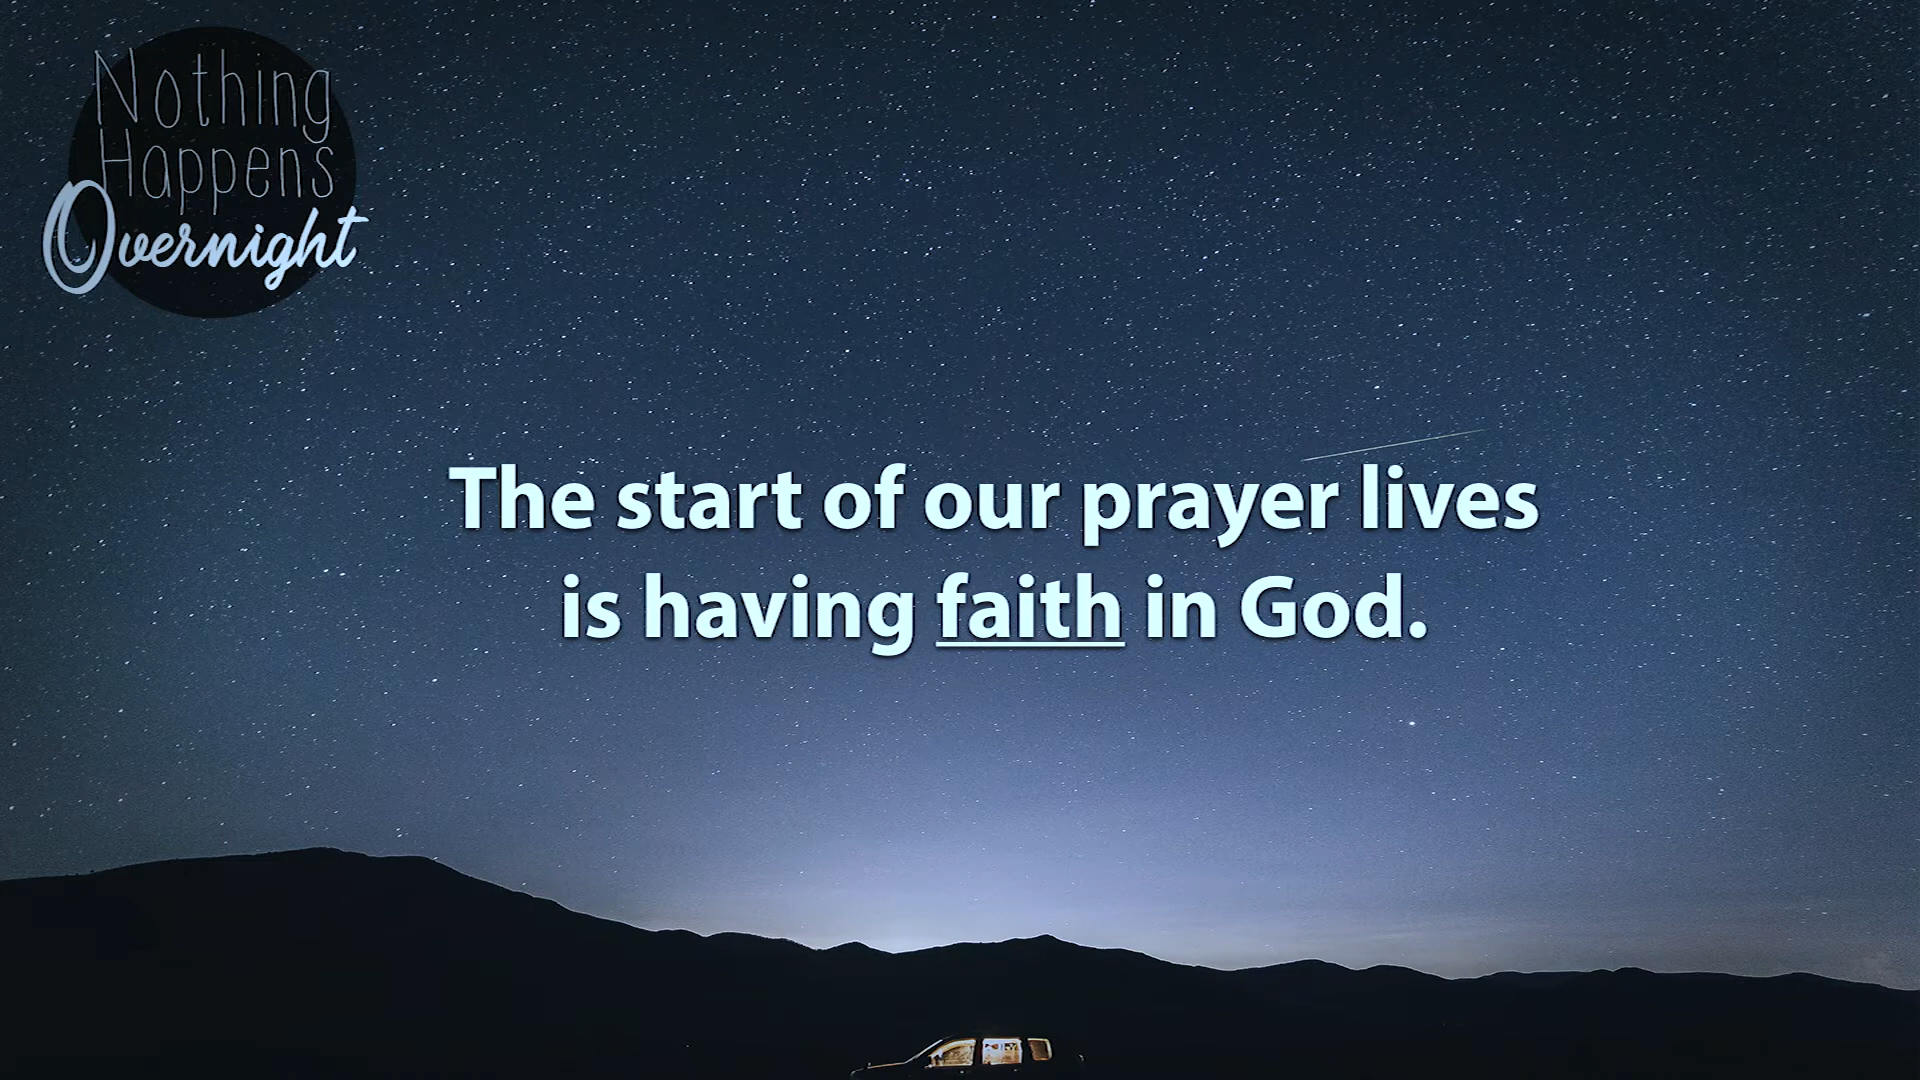 Nothing
Happens
Overnight
The start of our prayer lives
is having faith in God.